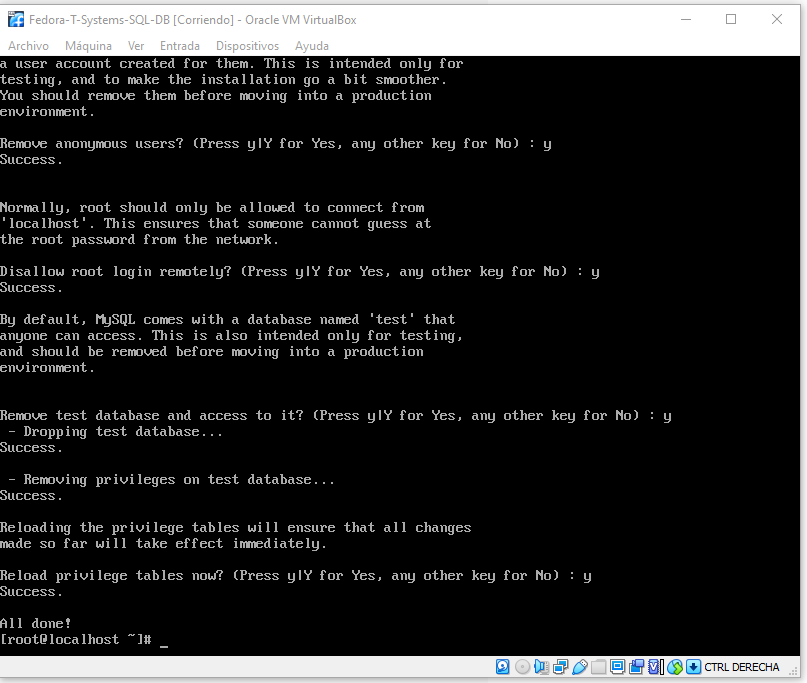 Fedora-T-Systems-SQL-DB [Corriendo] - Oracle VM VirtualBox
Archivo Máquina Ver Entrada Dispositivos Ayuda
a user account created for them. This is intended only for
testing, and to make the installation go a bit smoother.
You should remove them before moving into a production
environment.
Remove anonymous users? (Press y|Y for Yes, any other key for No) : y
Success.
Normally, root should only be allowed to connect from
'localhost'. This ensures that someone cannot guess at
the root password from the network.
Disallow root login remotely? (Press y|Y for Yes, any other key for No) : y
Success.
By default, MySQL comes with a database named 'test' that
anyone can access. This is also intended only for testing,
and should be removed before moving into a production
environment.
Remove test database and access to it? (Press y|Y for Yes, any other key for No) : y
- Dropping test database...
Success.
- Removing privileges on test database...
Success.
Reloading the privilege tables will ensure that all changes
made so far will take effect immediately.
Reload privilege tables now? (Press y|Y for Yes, any other key for No) : y
Success.
All done!
[root@localhost ~]# _
CTRL DERECHA